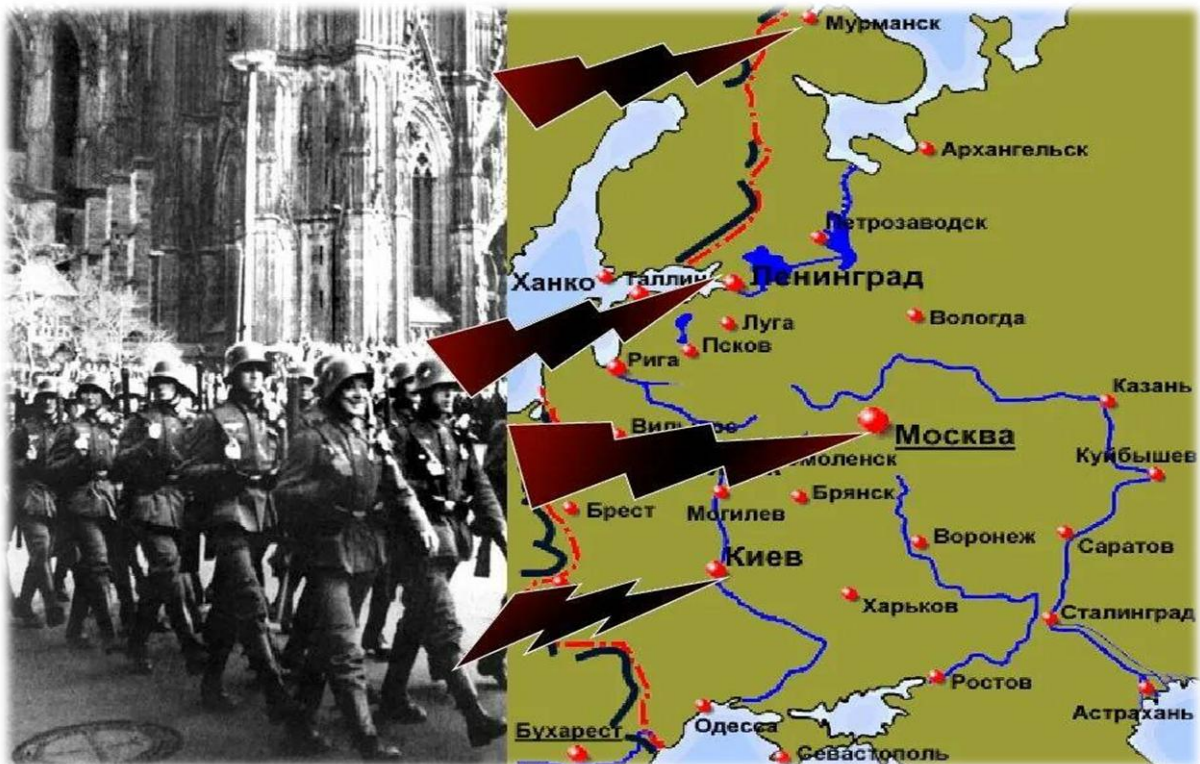 Мурманск
Архангельск
Петрозаводск
Ханко
Таллин
Ленинград
Луга
Вологда
Псков
Рига
Казань
Москва
Куйбышев
Брянск
Брест
Могилев
Воронеж
Саратов
Киев
Харьков
Сталинград
Ростов
Астрахань
Одесса
Бухарест
Севастополь